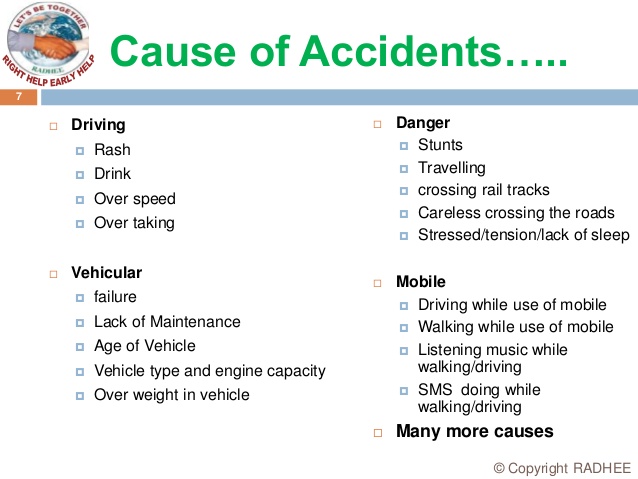 LET'S BE TOGETHER
RADHEE
RIGHT HELP EARLY HELP
Cause of Accidents…..
7
Driving
Rash
Drink
Over speed
Over taking
Vehicular
failure
Lack of Maintenance
Age of Vehicle
Vehicle type and engine capacity
Over weight in vehicle
Danger
Stunts
Travelling
crossing rail tracks
Careless crossing the roads
Stressed/tension/lack of sleep
Mobile
Driving while use of mobile
Walking while use of mobile
Listening music while
walking/driving
SMS doing while
walking/driving
Many more causes
© Copyright RADHEE